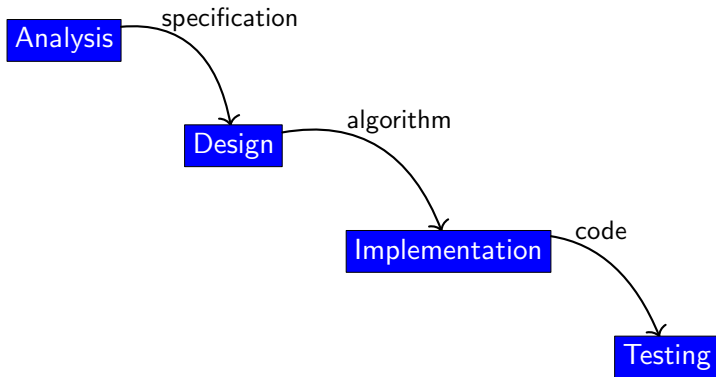 Analysis
specification
Design
algorithm
Implementation
code
Testing